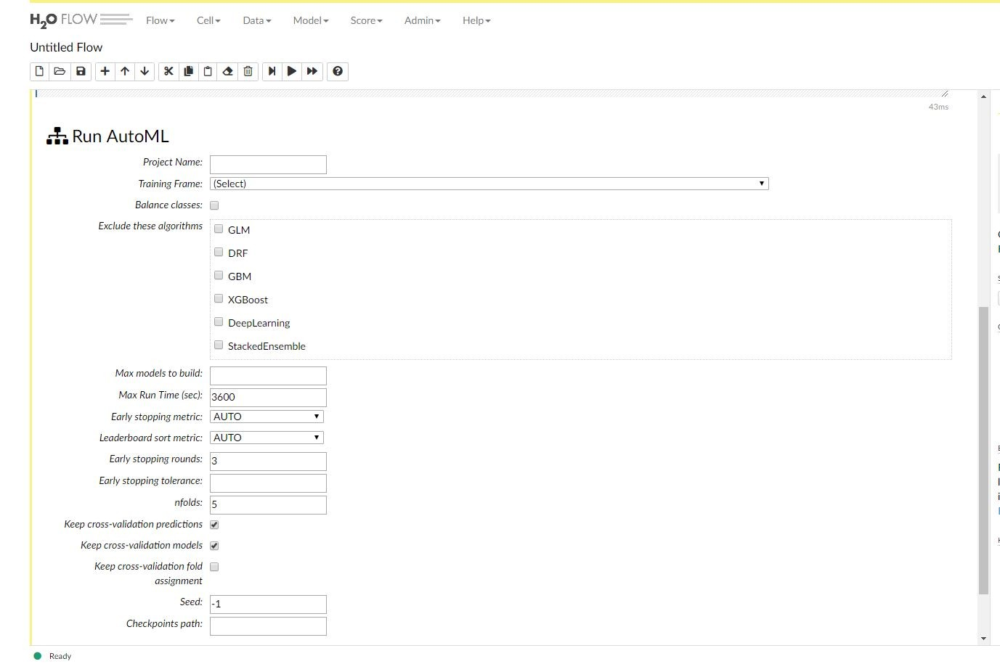 H2O FLOW Flow Cell Data Model Score Admin Help
Untitled Flow
43ms
Run AutoML
Project Name:
Training Frame: (Select)
Balance classes:
Exclude these algorithms
GLM
DRF
GBM
XGBoost
DeepLearning
StackedEnsemble
Max models to build:
Max Run Time (sec): 3600
Early stopping metric: AUTO
Leaderboard sort metric: AUTO
Early stopping rounds: 3
Early stopping tolerance:
nfolds: 5
Keep cross-validation predictions
Keep cross-validation models
Keep cross-validation fold
assignment
Seed: -1
Checkpoints path:
Ready